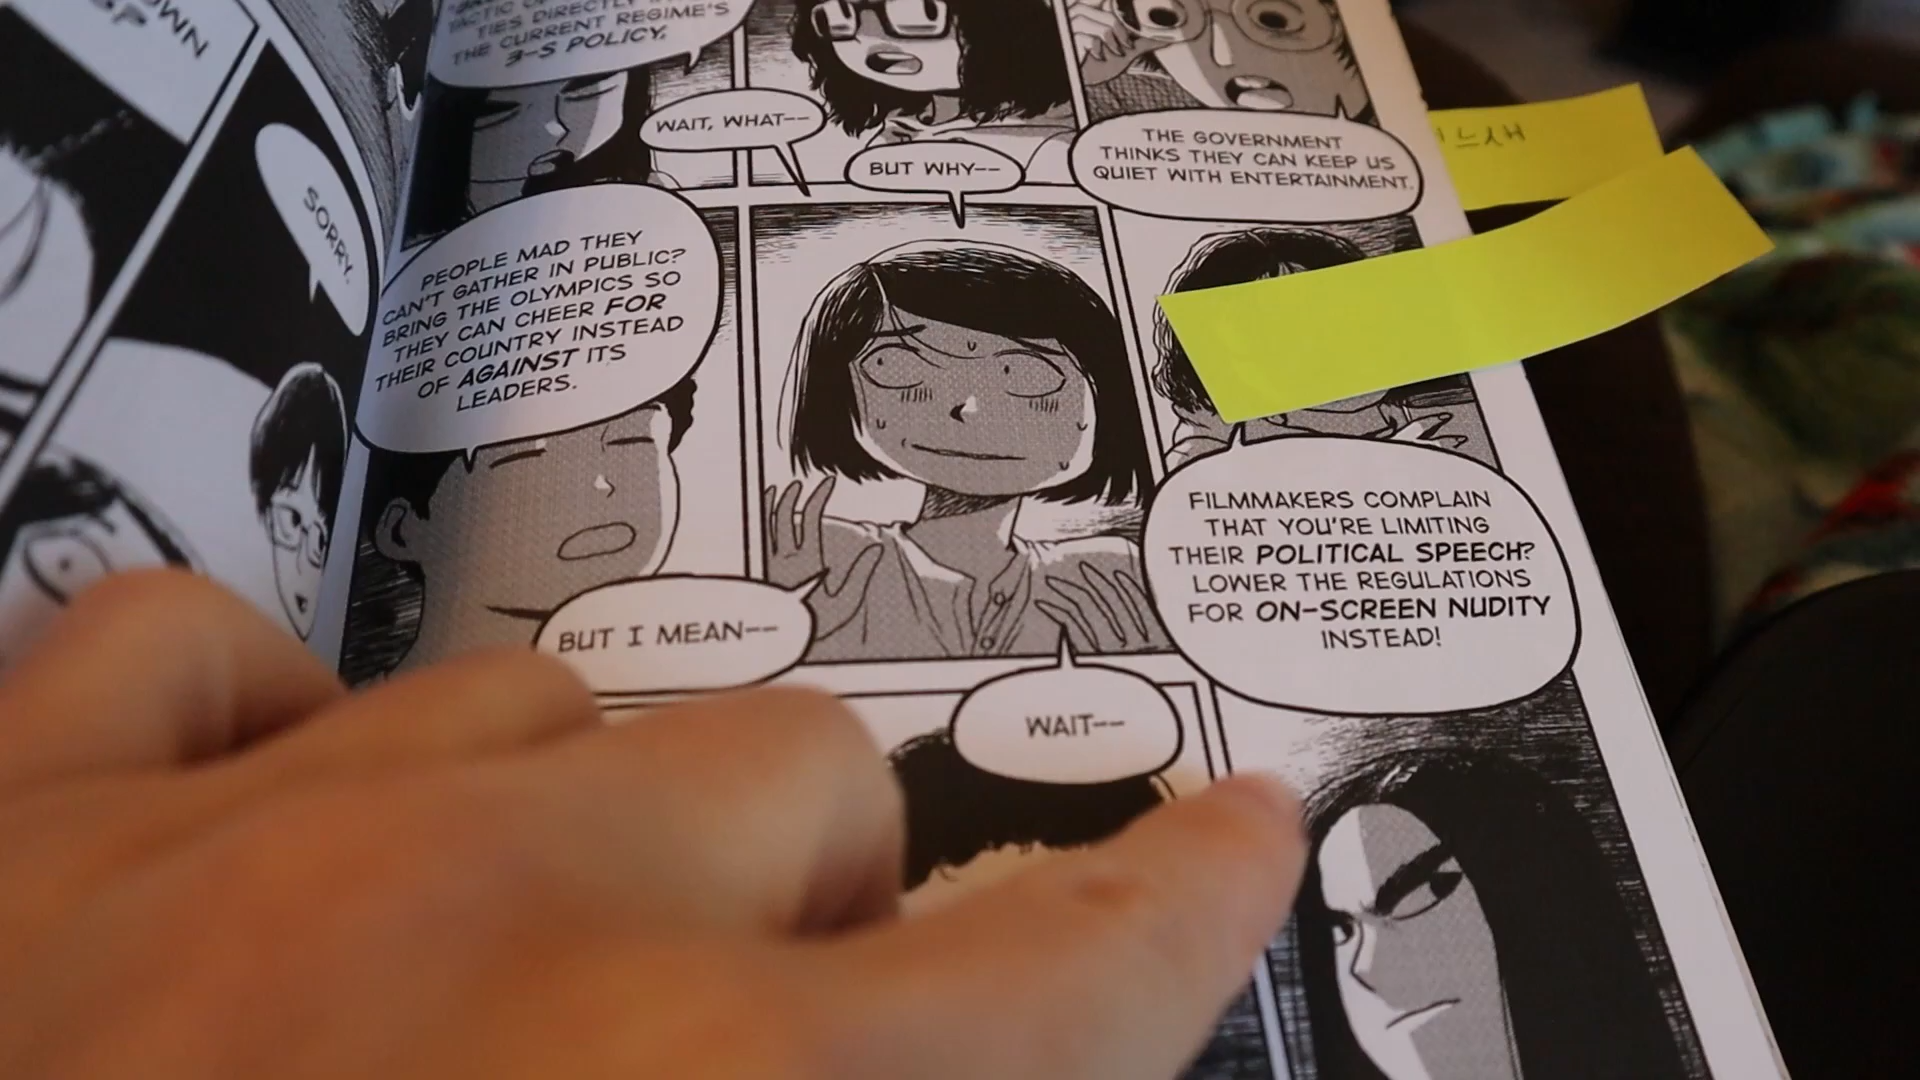 OWN
SORRY.
TACTIC
TIES DIRECTLY
THE CURRENT REGIME'S
3-S POLICY.
WAIT, WHAT--
BUT WHY--
THE GOVERNMENT
THINKS THEY CAN KEEP US
QUIET WITH ENTERTAINMENT.
PEOPLE MAD THEY
CAN'T GATHER IN PUBLIC?
BRING THE OLYMPICS SO
THEY CAN CHEER FOR
THEIR COUNTRY INSTEAD
OF AGAINST ITS
LEADERS.
BUT I MEAN--
WAIT--
FILMMAKERS COMPLAIN
THAT YOU'RE LIMITING
THEIR POLITICAL SPEECH?
LOWER THE REGULATIONS
FOR ON-SCREEN NUDITY
INSTEAD!